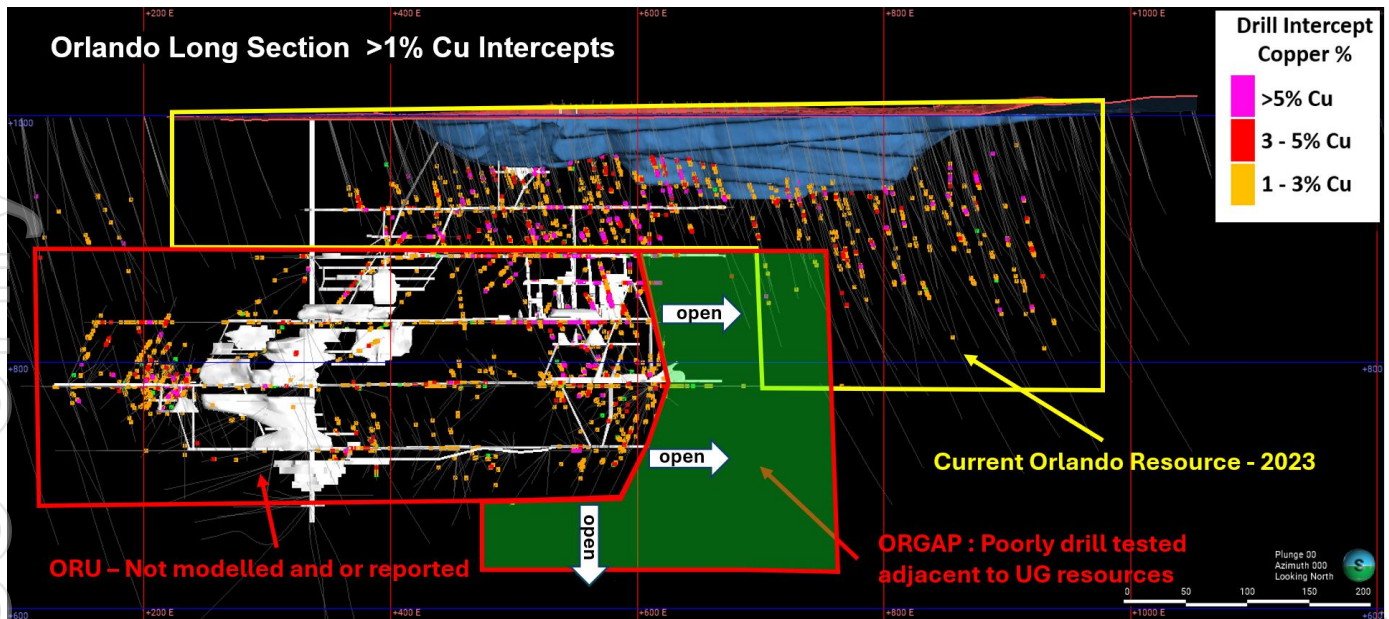 +200 E
+400 E
+600 E
+800 E
+1000 E
Orlando Long Section >1% Cu Intercepts
Drill Intercept
Copper %
>5% Cu
3 - 5% Cu
1 - 3% Cu
+1000
open
+800
+800
open
Current Orlando Resource - 2023
open
ORU – Not modelled and or reported
ORGAP : Poorly drill tested
adjacent to UG resources
Plunge 00
Azimuth 000
Looking North
S
0 50 100 150 200
+600
+200 E
+400 E
+600 E
+800 E
+1000 E